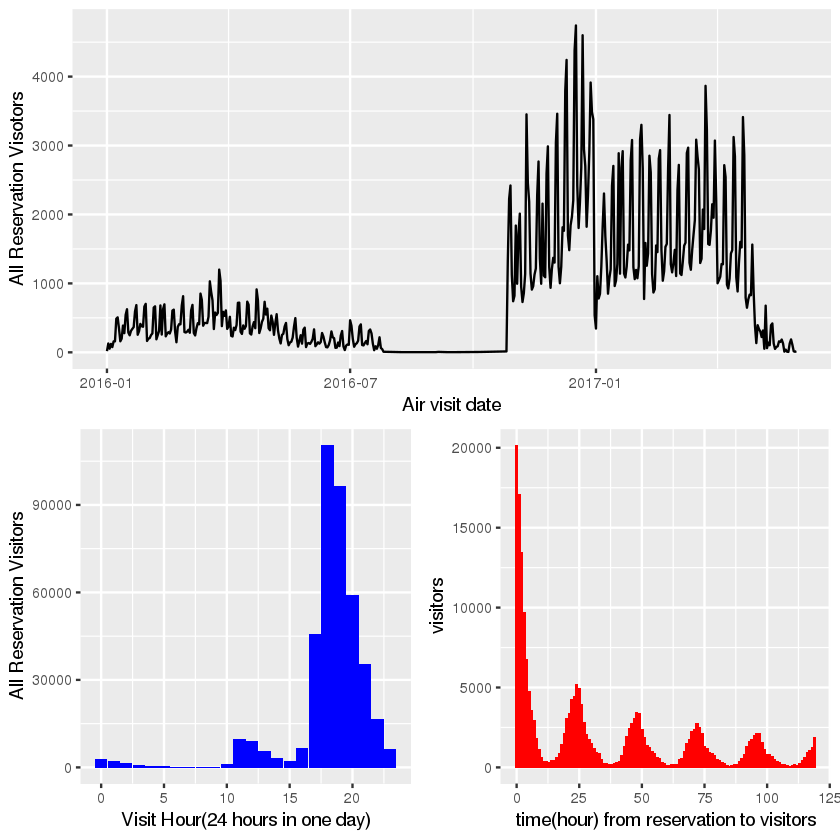 All Reservation Visotors
4000
3000
2000
1000
0
2016-01 2016-07 2017-01
Air visit date
All Reservation Visitors
90000
60000
30000
0
0 5 10 15 20
Visit Hour(24 hours in one day)
visitors
20000
15000
10000
5000
0
0 25 50 75 100 125
time(hour) from reservation to visitors